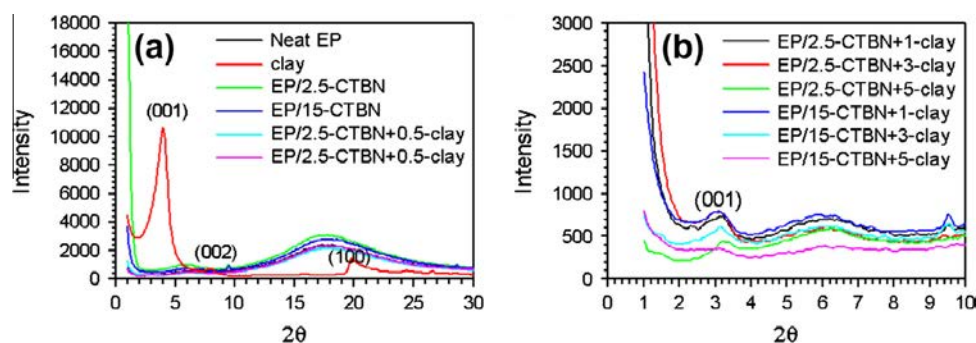 (a)
18000
16000
14000
12000
10000
8000
6000
4000
2000
0
Intensity
Neat EP
clay
EP/2.5-CTBN
EP/15-CTBN
EP/2.5-CTBN+0.5-clay
EP/2.5-CTBN+0.5-clay
(001)
(002)
(100)
0 5 10 15 20 25 30
2θ
(b)
3000
2500
2000
1500
1000
500
0
Intensity
EP/2.5-CTBN+1-clay
EP/2.5-CTBN+3-clay
EP/2.5-CTBN+5-clay
EP/15-CTBN+1-clay
EP/15-CTBN+3-clay
EP/15-CTBN+5-clay
(001)
0 1 2 3 4 5 6 7 8 9 10
2θ